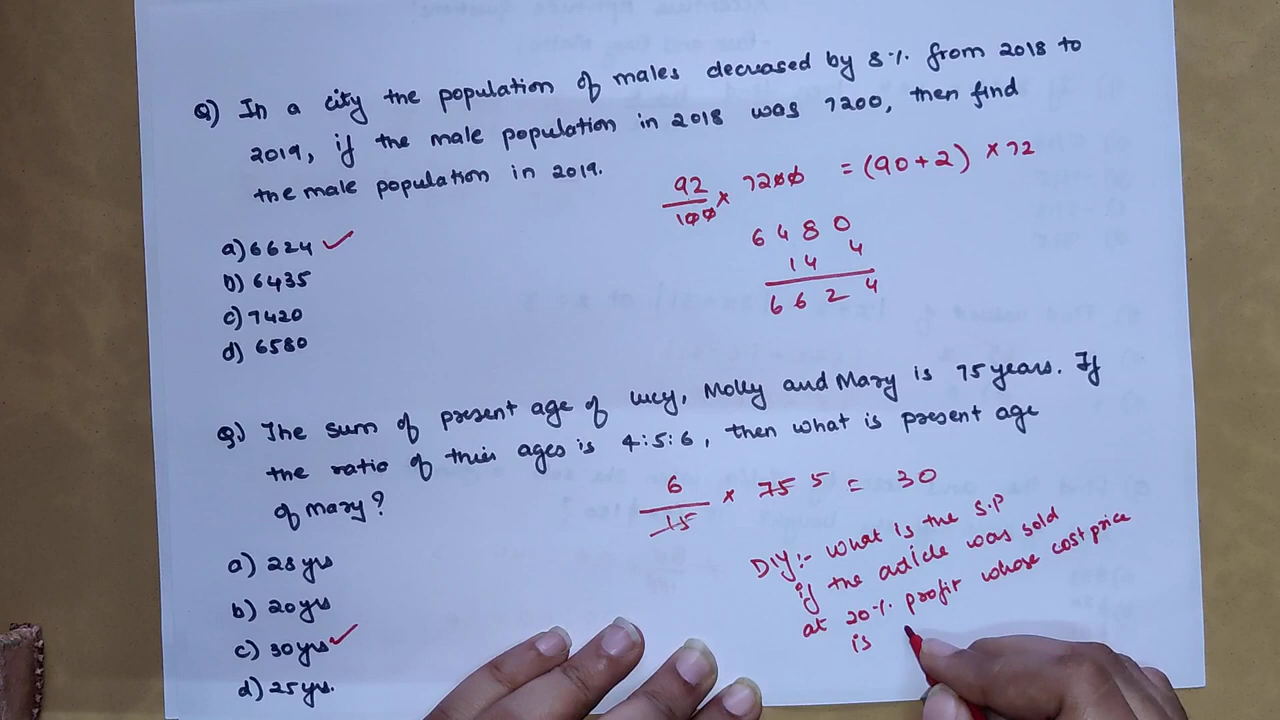 Q) In a city the population of males decreased by 8% from 2018 to
2019, if the male population in 2018 was 7200, then find
the male population in 2019.
92/100 × 7200 = (90+2) × 72
6480
144
6624
a) 6624 ✓
b) 6435
c) 7420
d) 6580
Q) The sum of present age of Lucy, Molly and Mary is 75 years. If
the ratio of their ages is 4:5:6, then what is present age
of Mary?
6/15 × 75 5 = 30
a) 28 yrs
b) 20 yrs
c) 30 yrs ✓
d) 25 yrs.
DIY:- What is the S.P
if the article was sold
at 20% profit whose cost price
is